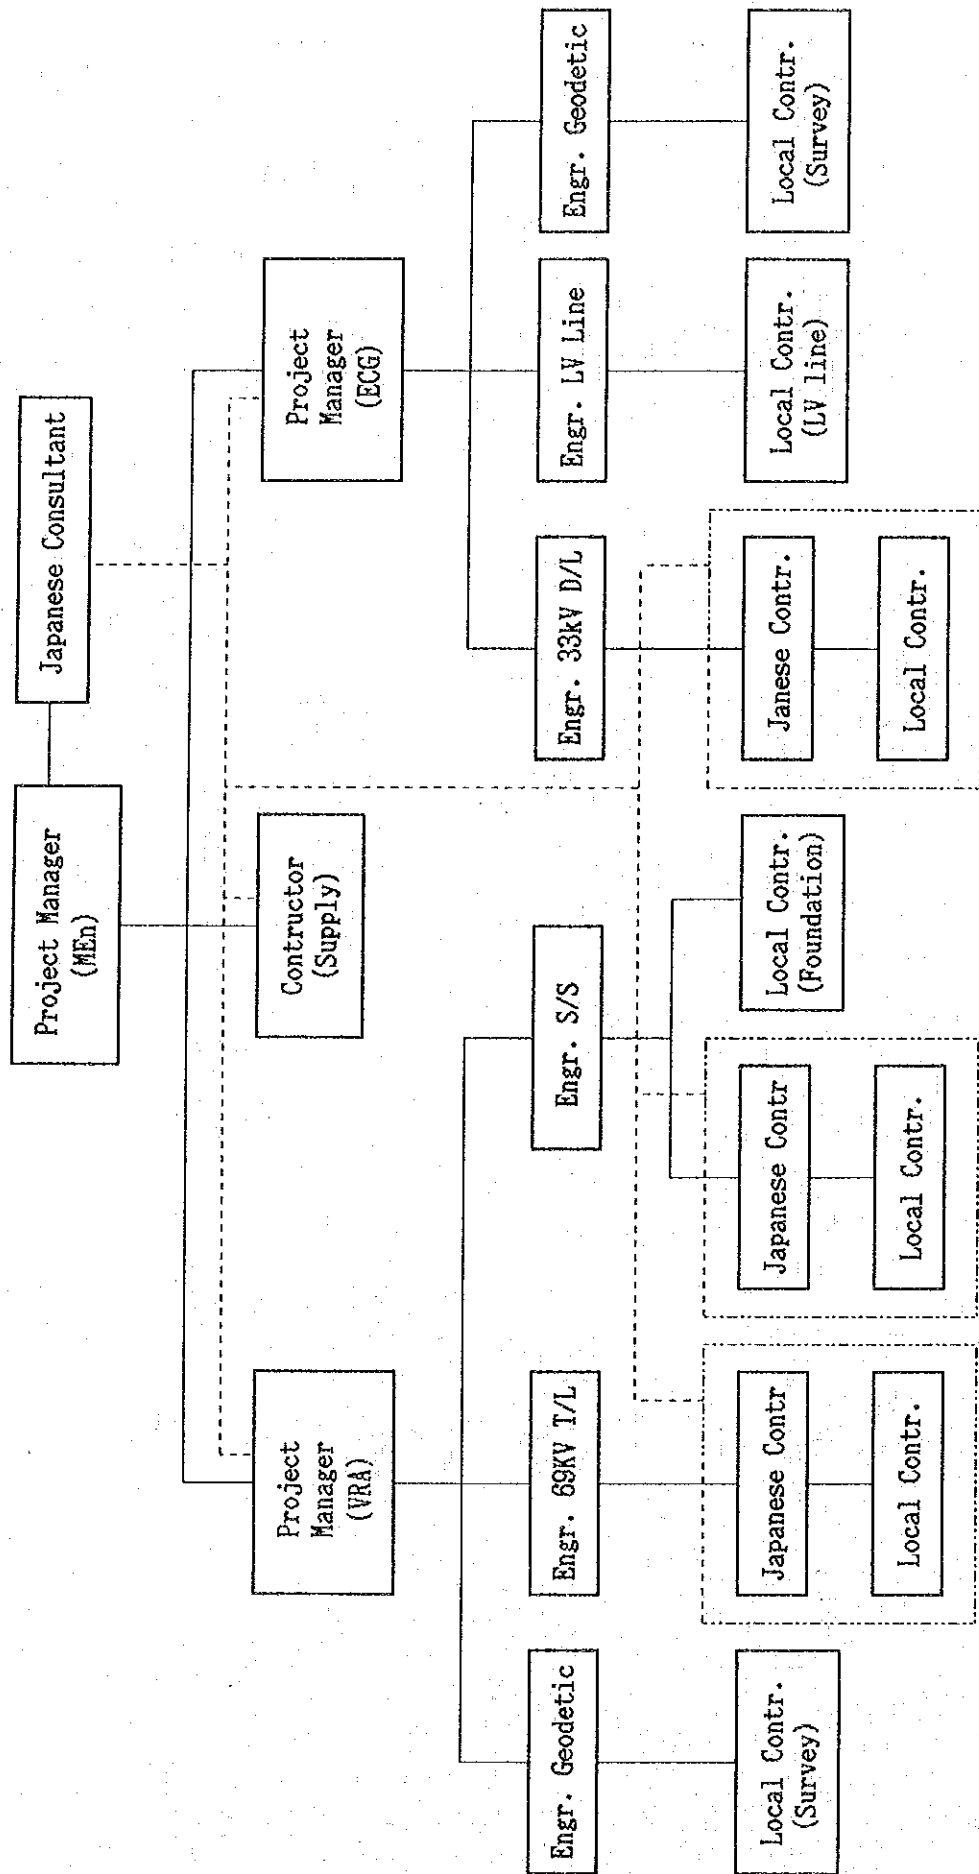 Project Manager
(MEn)
Japanese Consultant
Project
Manager
(VRA)
Contructor
(Supply)
Project
Manager
(ECG)
Engr. Geodetic
Engr. 69KV T/L
Engr. S/S
Engr. 33kV D/L
Engr. LV Line
Engr. Geodetic
Local Contr.
(Survey)
Japanese Contr
Japanese Contr
Local Contr.
(Foundation)
Janese Contr.
Local Contr.
(LV line)
Local Contr.
(Survey)
Local Contr.
Local Contr.
Local Contr.